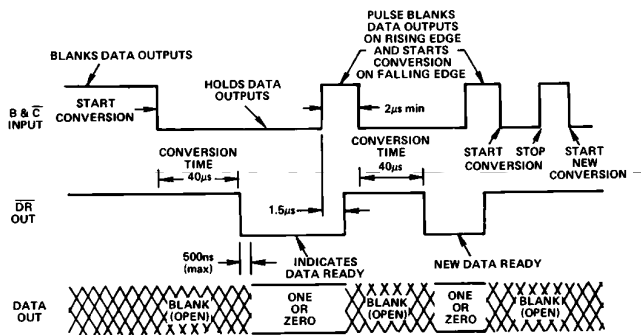 BLANKS DATA OUTPUTS
PULSE BLANKS
DATA OUTPUTS
ON RISING EDGE
AND STARTS
CONVERSION
ON FALLING EDGE
HOLDS DATA
OUTPUTS
B & C̅
INPUT
START
CONVERSION
2μs min
CONVERSION
TIME
40μs
CONVERSION
TIME
40μs
START
CONVERSION
STOP
START
NEW
CONVERSION
D̅R̅
OUT
1.5μs
500ns
(max)
INDICATES
DATA READY
NEW DATA READY
DATA
OUT
BLANK
(OPEN)
ONE
OR
ZERO
BLANK
(OPEN)
ONE
OR
ZERO
BLANK
(OPEN)